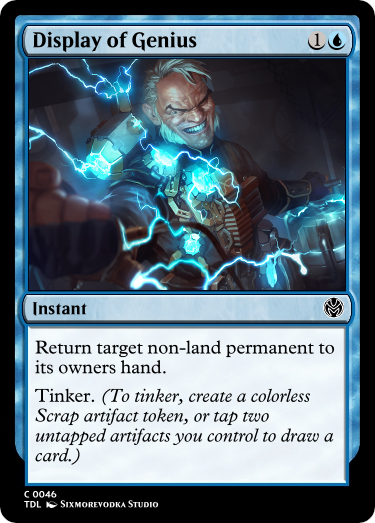 Display of Genius 1
Instant
Return target non-land permanent to
its owners hand.
Tinker. (To tinker, create a colorless
Scrap artifact token, or tap two
untapped artifacts you control to draw a
card.)
C 0046
TDL Sixmorevodka Studio